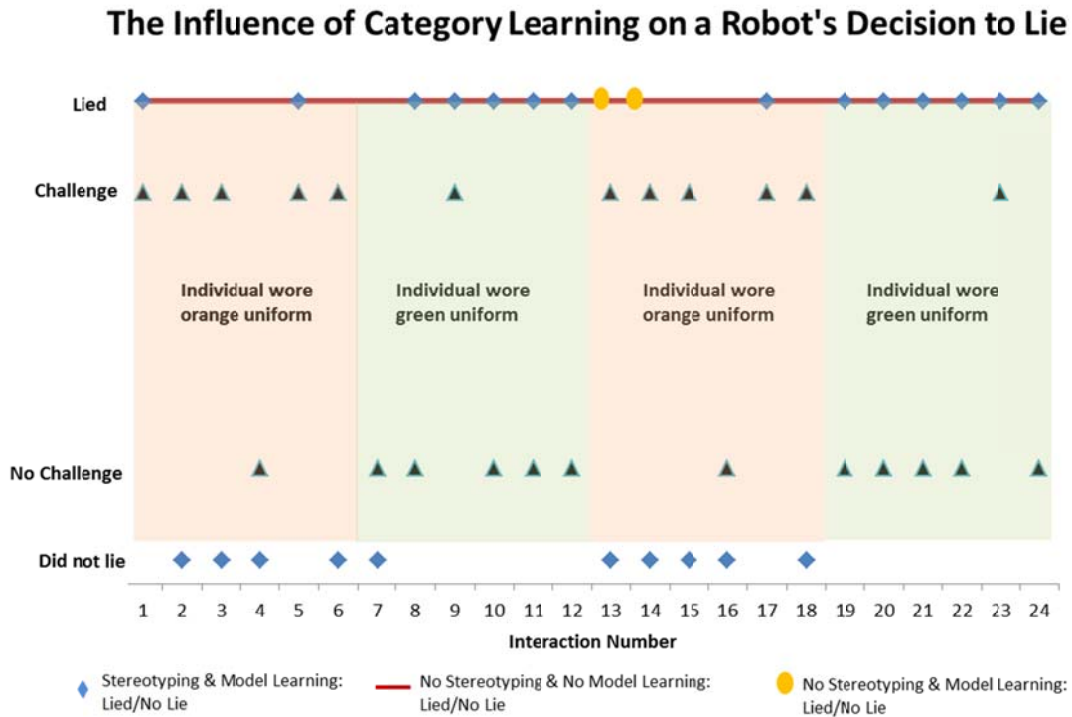 The Influence of Category Learning on a Robot's Decision to Lie
Lied
Challenge
Individual wore
orange uniform
Individual wore
green uniform
Individual wore
orange uniform
Individual wore
green uniform
No Challenge
Did not lie
1 2 3 4 5 6 7 8 9 10 11 12 13 14 15 16 17 18 19 20 21 22 23 24
Interaction Number
Stereotyping & Model Learning:
Lied/No Lie
No Stereotyping & No Model Learning:
Lied/No Lie
No Stereotyping & Model Learning:
Lied/No Lie